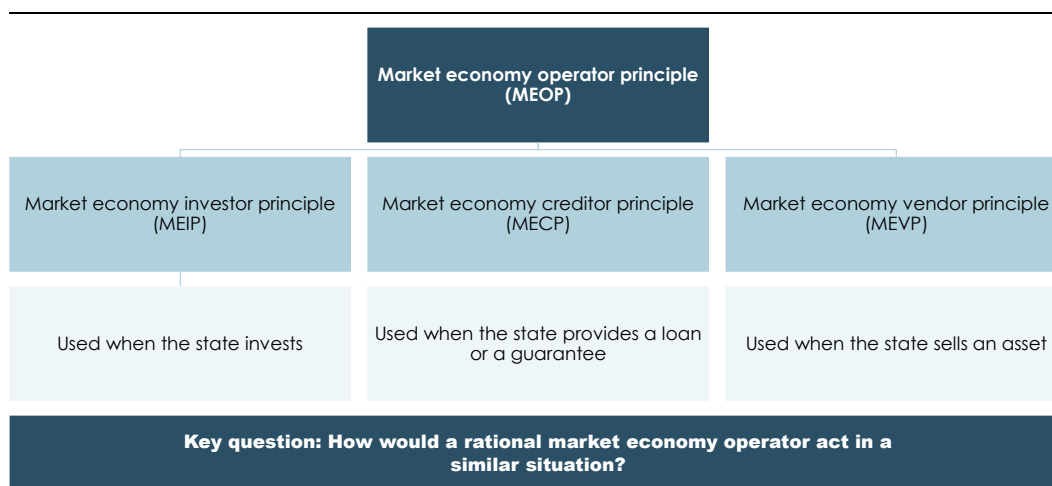 Market economy operator principle
(MEOP)
Market economy investor principle
(MEIP)
Market economy creditor principle
(MECP)
Market economy vendor principle
(MEVP)
Used when the state invests
Used when the state provides a loan
or a guarantee
Used when the state sells an asset
Key question: How would a rational market economy operator act in a
similar situation?